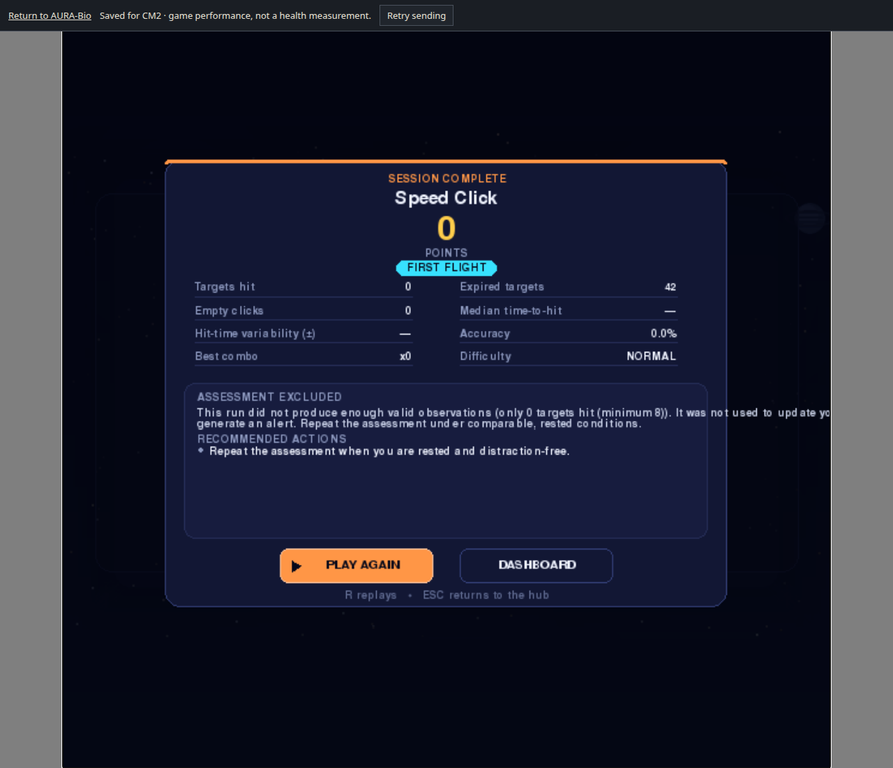 Return to AURA-Bio Saved for CM2 · game performance, not a health measurement. Retry sending
SESSION COMPLETE
Speed Click
0
POINTS
FIRST FLIGHT
Targets hit 0 Expired targets 42
Empty clicks 0 Median time-to-hit —
Hit-time variability (±) — Accuracy 0.0%
Best combo x0 Difficulty NORMAL
ASSESSMENT EXCLUDED
This run did not produce enough valid observations (only 0 targets hit (minimum 8)). It was not used to update
generate an alert. Repeat the assessment under comparable, rested conditions.
RECOMMENDED ACTIONS
Repeat the assessment when you are rested and distraction-free.
PLAY AGAIN DASHBOARD
R replays • ESC returns to the hub